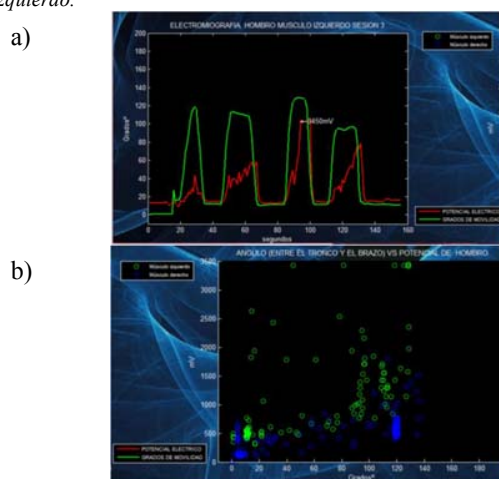 zquierdo.
a)
ELECTROMIOGRAFIA, HOMBRO MUSCULO IZQUIERDO SESION 3
200
180
160
140
120
100
80
60
40
20
0
Grados°
3450mV
0 20 40 60 80 100 120 140 160
segundos
Músculo izquierdo
Músculo derecho
POTENCIAL ELECTRICO
GRADOS DE MOVILIDAD
b)
ANGULO (ENTRE EL TRONCO Y EL BRAZO) VS POTENCIAL DE HOMBRO
Músculo izquierdo
Músculo derecho
3500
3000
2500
2000
1500
1000
500
0
mV
0 20 40 60 80 100 120 140 160 180
Grados°
POTENCIAL ELECTRICO
GRADOS DE MOVILIDAD